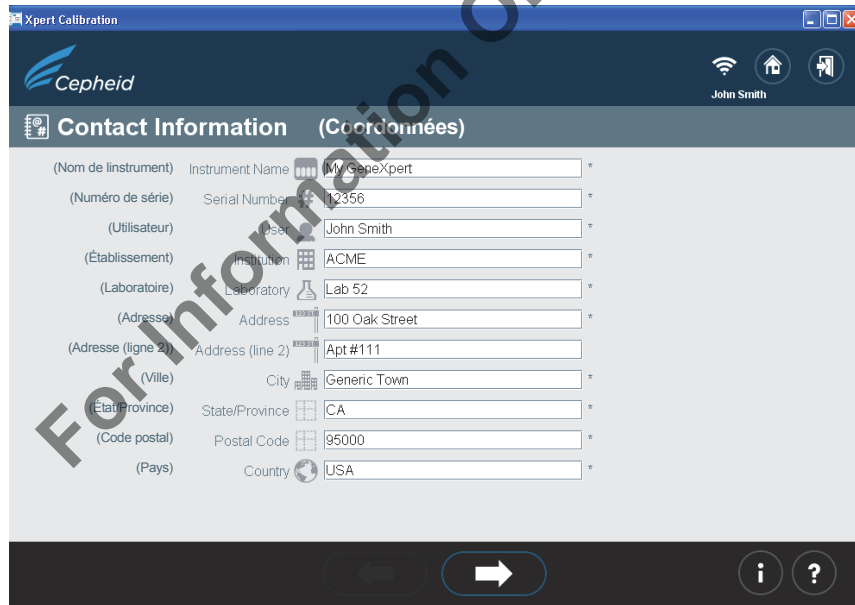 Xpert Calibration
Cepheid
John Smith
Contact Information (Coordonnées)
(Nom de linstrument) Instrument Name My GeneXpert *
(Numéro de série) Serial Number # 12356 *
(Utilisateur) User John Smith *
(Établissement) Institution ACME *
(Laboratoire) Laboratory Lab 52 *
(Adresse) Address 100 Oak Street *
(Adresse (ligne 2)) Address (line 2) Apt #111
(Ville) City Generic Town *
(État/Province) State/Province CA *
(Code postal) Postal Code 95000 *
(Pays) Country USA *
For Information
i ?